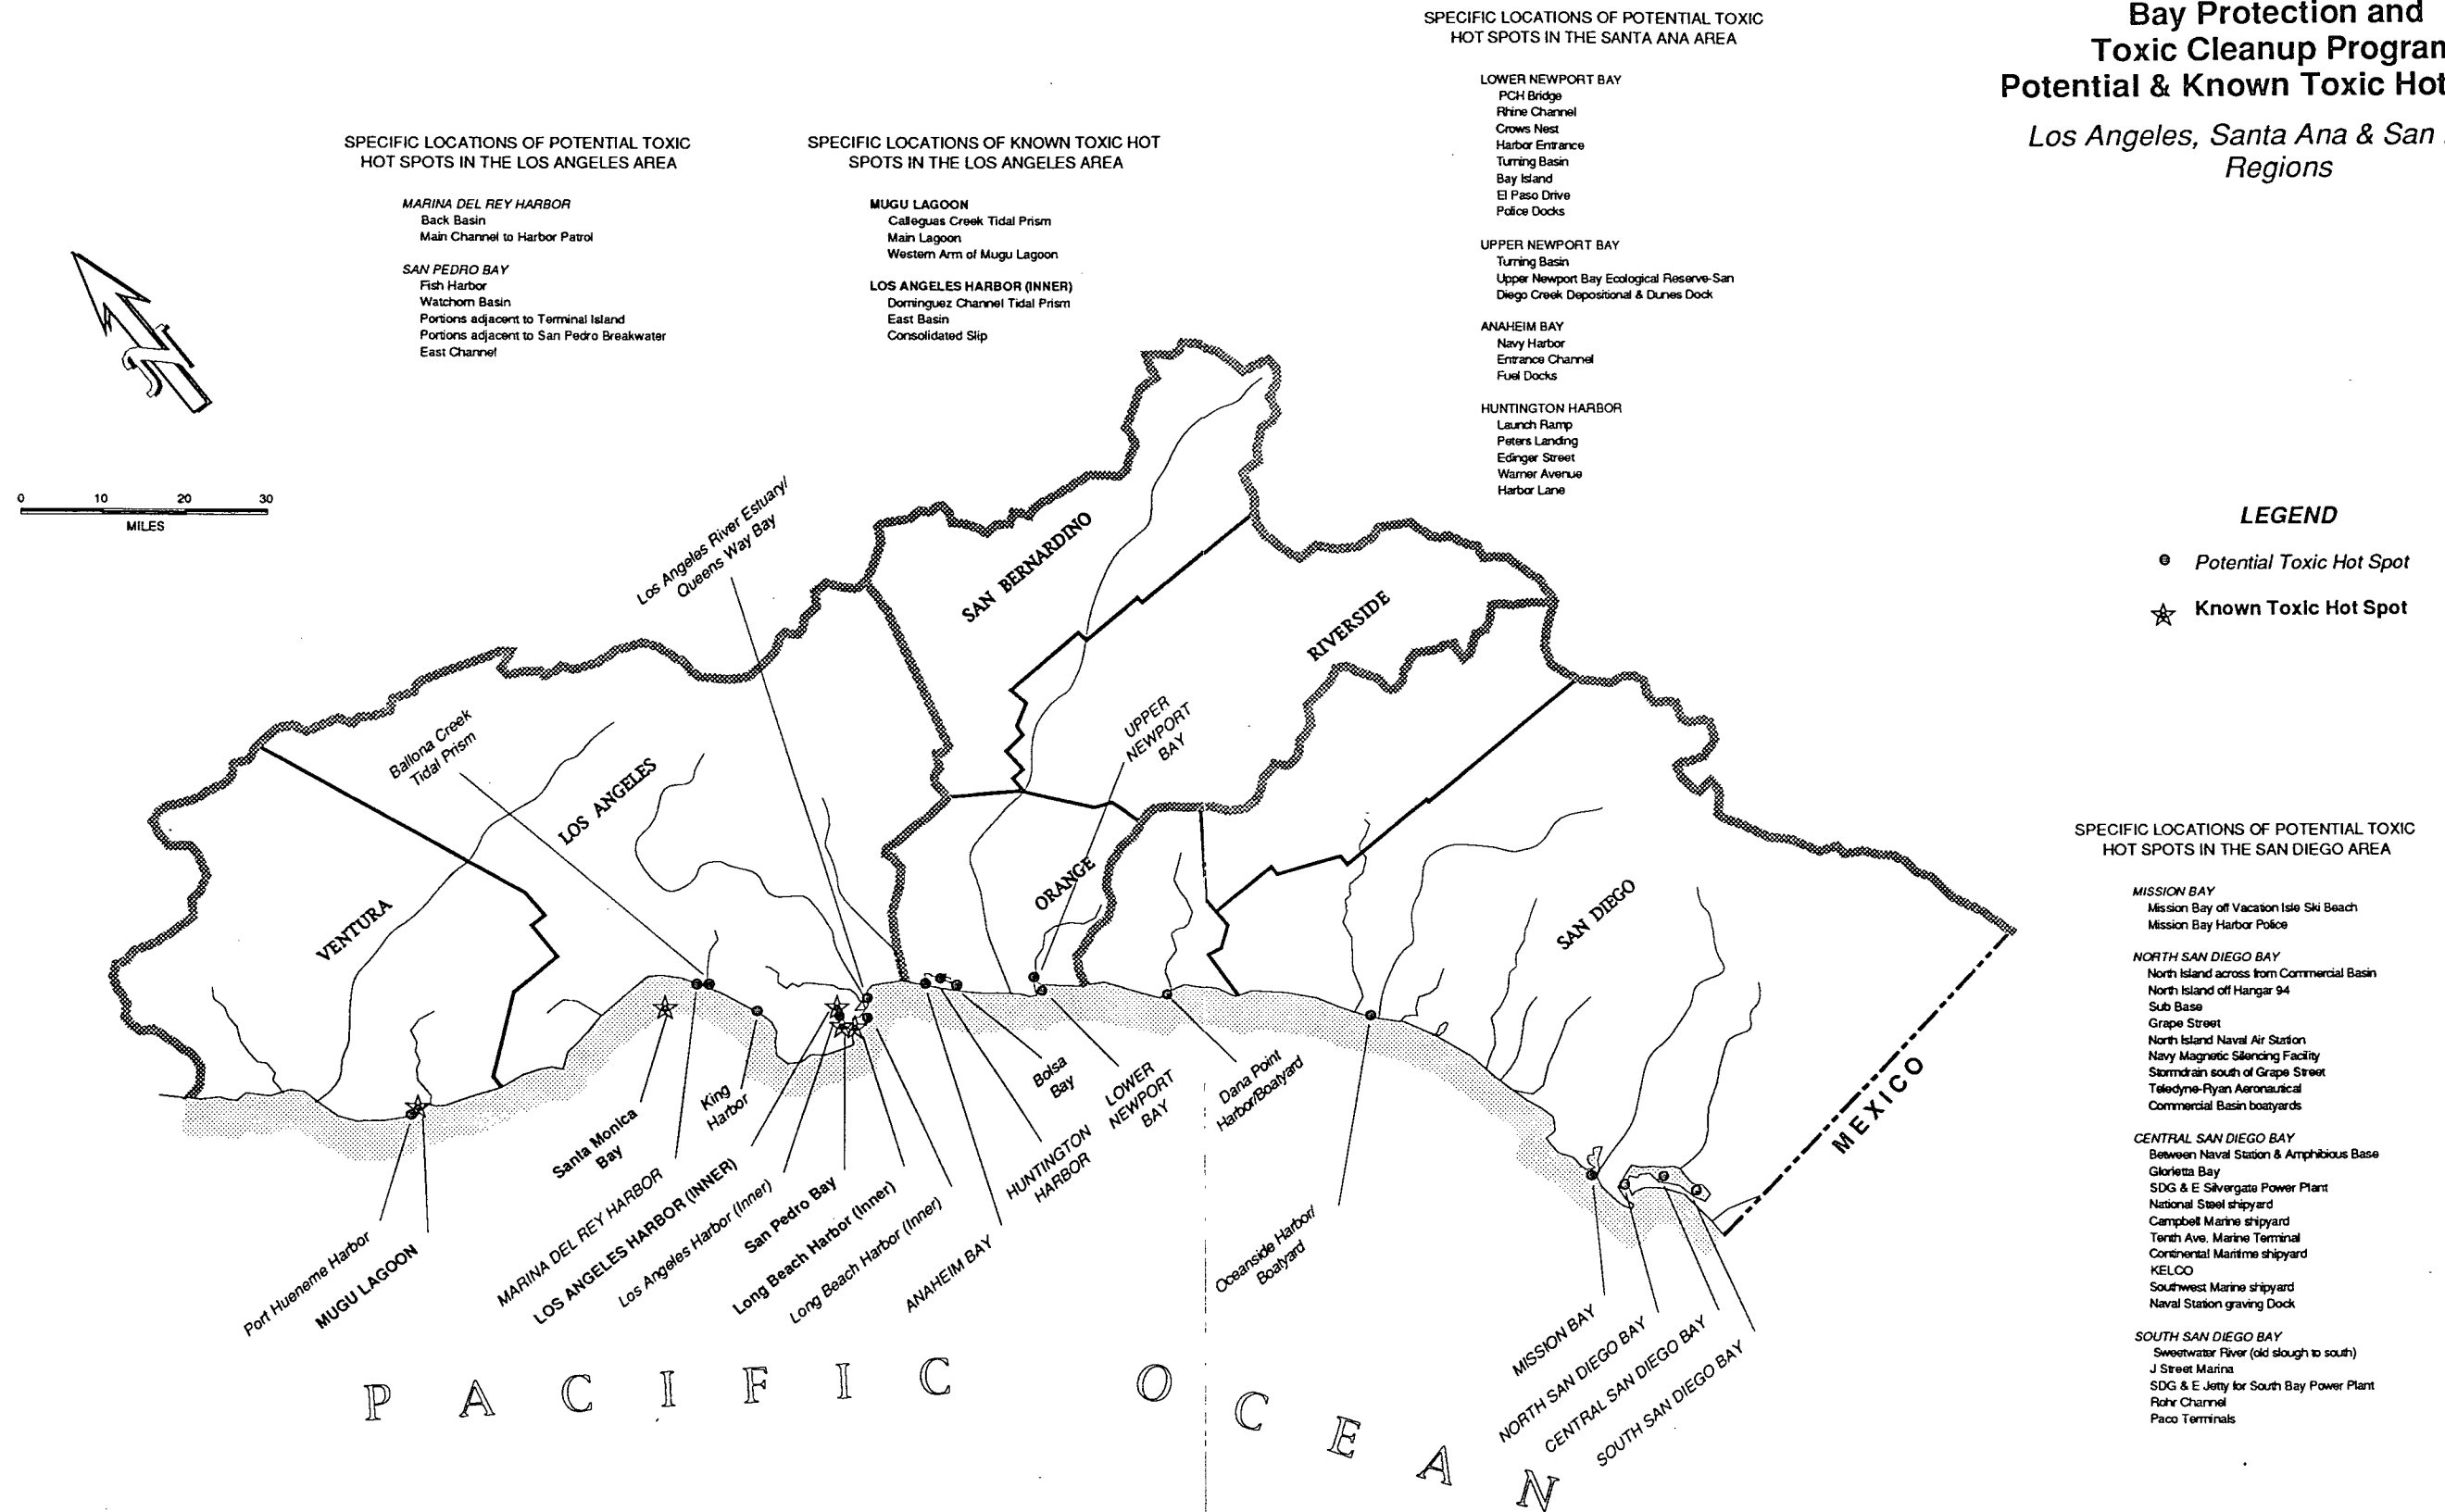 Bay Protection and
Toxic Cleanup Program
Potential & Known Toxic Hot
Los Angeles, Santa Ana & San
Regions
SPECIFIC LOCATIONS OF POTENTIAL TOXIC
HOT SPOTS IN THE SANTA ANA AREA
LOWER NEWPORT BAY
PCH Bridge
Rhine Channel
Crows Nest
Harbor Entrance
Turning Basin
Bay Island
El Paso Drive
Police Docks
UPPER NEWPORT BAY
Turning Basin
Upper Newport Bay Ecological Reserve-San
Diego Creek Depositional & Dunes Dock
ANAHEIM BAY
Navy Harbor
Entrance Channel
Fuel Docks
HUNTINGTON HARBOR
Launch Ramp
Peters Landing
Edinger Street
Warner Avenue
Harbor Lane
SPECIFIC LOCATIONS OF POTENTIAL TOXIC
HOT SPOTS IN THE LOS ANGELES AREA
MARINA DEL REY HARBOR
Back Basin
Main Channel to Harbor Patrol
SAN PEDRO BAY
Fish Harbor
Watchorn Basin
Portions adjacent to Terminal Island
Portions adjacent to San Pedro Breakwater
East Channel
SPECIFIC LOCATIONS OF KNOWN TOXIC HOT
SPOTS IN THE LOS ANGELES AREA
MUGU LAGOON
Calleguas Creek Tidal Prism
Main Lagoon
Western Arm of Mugu Lagoon
LOS ANGELES HARBOR (INNER)
Dominguez Channel Tidal Prism
East Basin
Consolidated Slip
N
0 10 20 30
MILES
LEGEND
Potential Toxic Hot Spot
Known Toxic Hot Spot
Los Angeles River Estuary/
Queens Way Bay
SAN BERNARDINO
RIVERSIDE
UPPER
NEWPORT
BAY
Ballona Creek
Tidal Prism
LOS ANGELES
VENTURA
ORANGE
SAN DIEGO
MEXICO
Port Hueneme Harbor
MUGU LAGOON
Santa Monica
Bay
King
Harbor
MARINA DEL REY HARBOR
LOS ANGELES HARBOR (INNER)
Los Angeles Harbor (Inner)
San Pedro Bay
Long Beach Harbor (Inner)
Long Beach Harbor (Inner)
ANAHEIM BAY
HUNTINGTON
HARBOR
Bolsa
Bay
LOWER
NEWPORT
BAY
Dana Point
Harbor/Boatyard
Oceanside Harbor/
Boatyard
MISSION BAY
NORTH SAN DIEGO BAY
CENTRAL SAN DIEGO BAY
SOUTH SAN DIEGO BAY
PACIFIC OCEAN
SPECIFIC LOCATIONS OF POTENTIAL TOXIC
HOT SPOTS IN THE SAN DIEGO AREA
MISSION BAY
Mission Bay off Vacation Isle Ski Beach
Mission Bay Harbor Police
NORTH SAN DIEGO BAY
North Island across from Commercial Basin
North Island off Hangar 94
Sub Base
Grape Street
North Island Naval Air Station
Navy Magnetic Silencing Facility
Stormdrain south of Grape Street
Teledyne-Ryan Aeronautical
Commercial Basin boatyards
CENTRAL SAN DIEGO BAY
Between Naval Station & Amphibious Base
Glorietta Bay
SDG & E Silvergate Power Plant
National Steel shipyard
Campbell Marine shipyard
Tenth Ave. Marine Terminal
Continental Maritime shipyard
KELCO
Southwest Marine shipyard
Naval Station graving Dock
SOUTH SAN DIEGO BAY
Sweetwater River (old slough to south)
J Street Marina
SDG & E Jetty for South Bay Power Plant
Rohr Channel
Paco Terminals